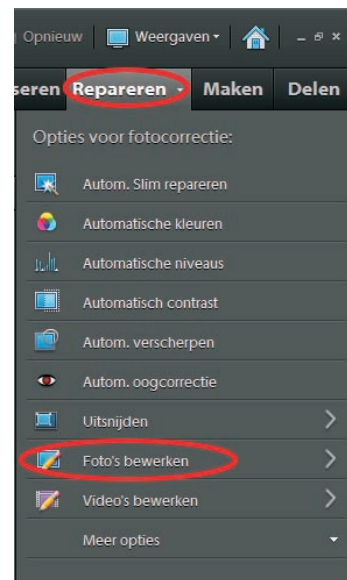 Opnieuw Weergaven
seren Repareren Maken Delen
Opties voor fotocorrectie:
Autom. Slim repareren
Automatische kleuren
Automatische niveaus
Automatisch contrast
Autom. verscherpen
Autom. oogcorrectie
Uitsnijden
Foto's bewerken
Video's bewerken
Meer opties